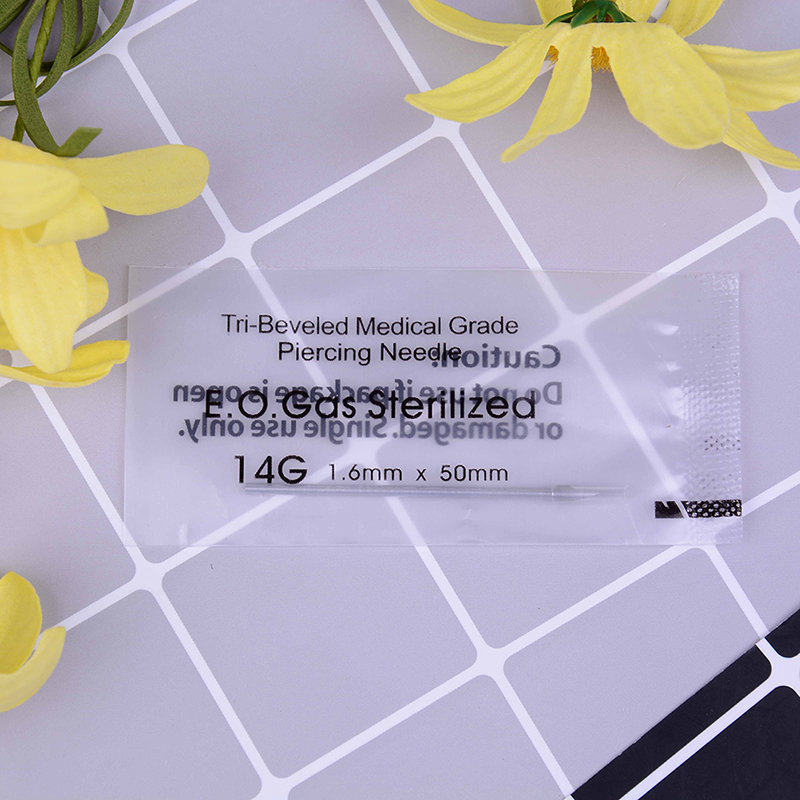 Tri-Beveled Medical Grade
Piercing Needle
Caution:
Do not use if package is open
E.O.Gas Sterilized
or damaged. Single use only.
14G 1.6mm x 50mm